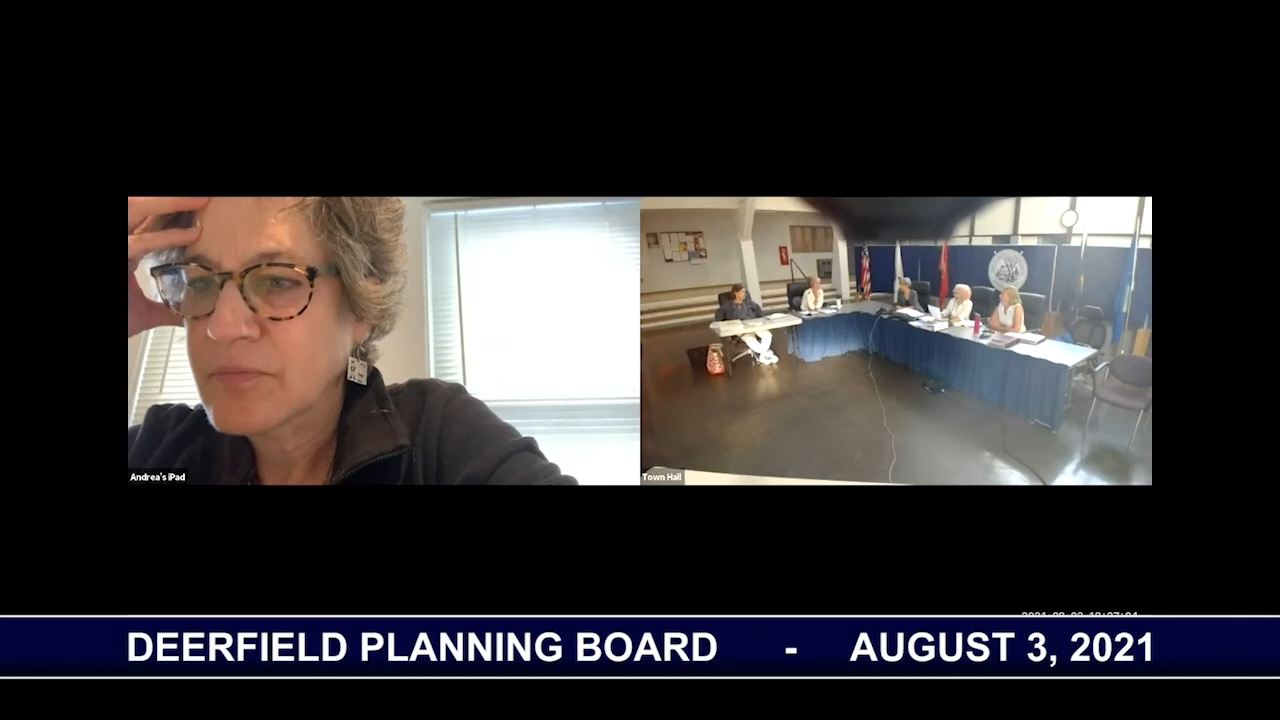 Andrea's iPad
Town Hall
DEERFIELD PLANNING BOARD - AUGUST 3, 2021